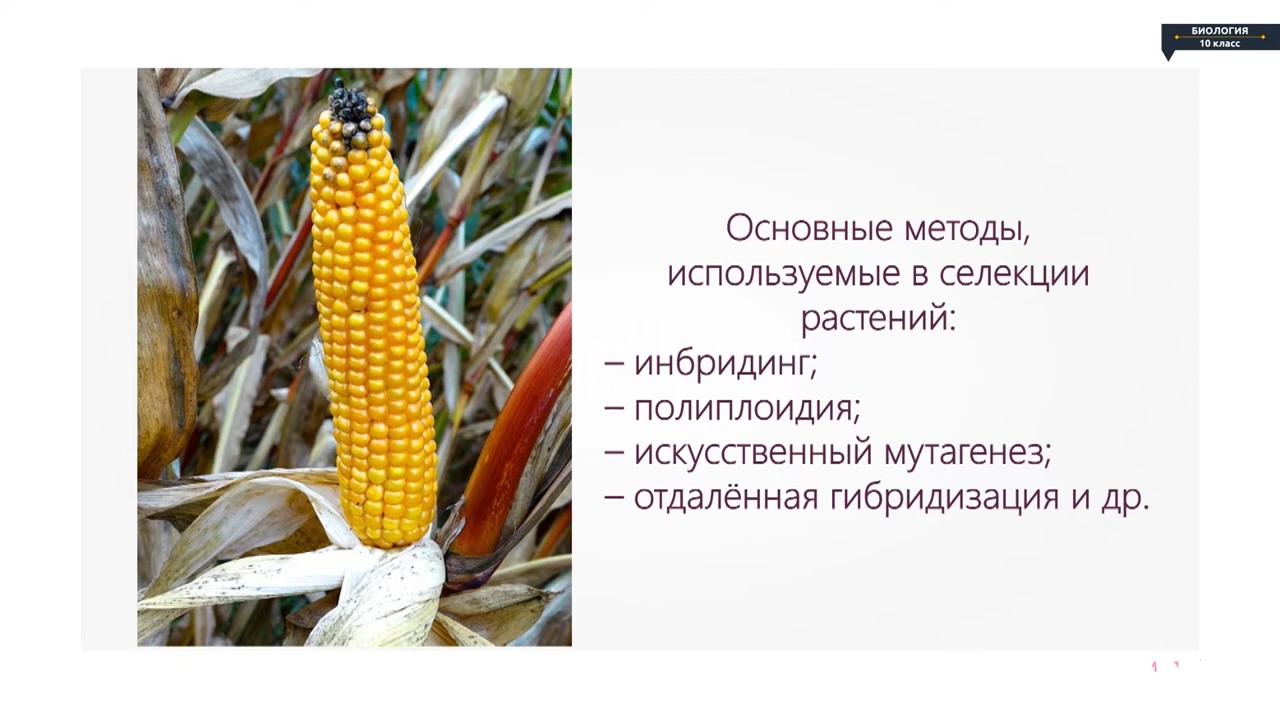 БИОЛОГИЯ
10 класс
Основные методы,
используемые в селекции
растений:
– инбридинг;
– полиплоидия;
– искусственный мутагенез;
– отдалённая гибридизация и др.